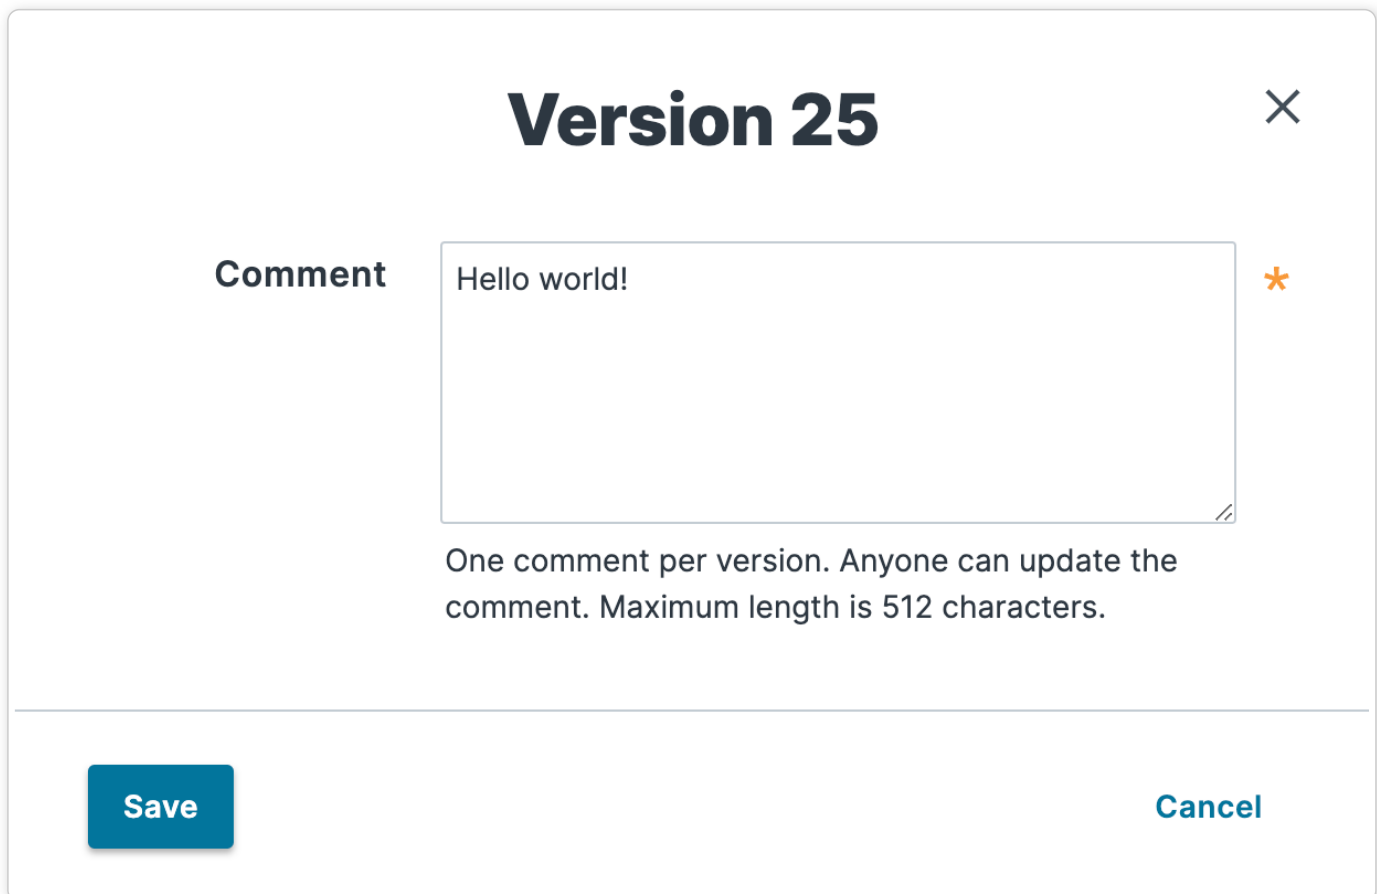 Version 25
Comment
Hello world!
*
One comment per version. Anyone can update the
comment. Maximum length is 512 characters.
Save
Cancel